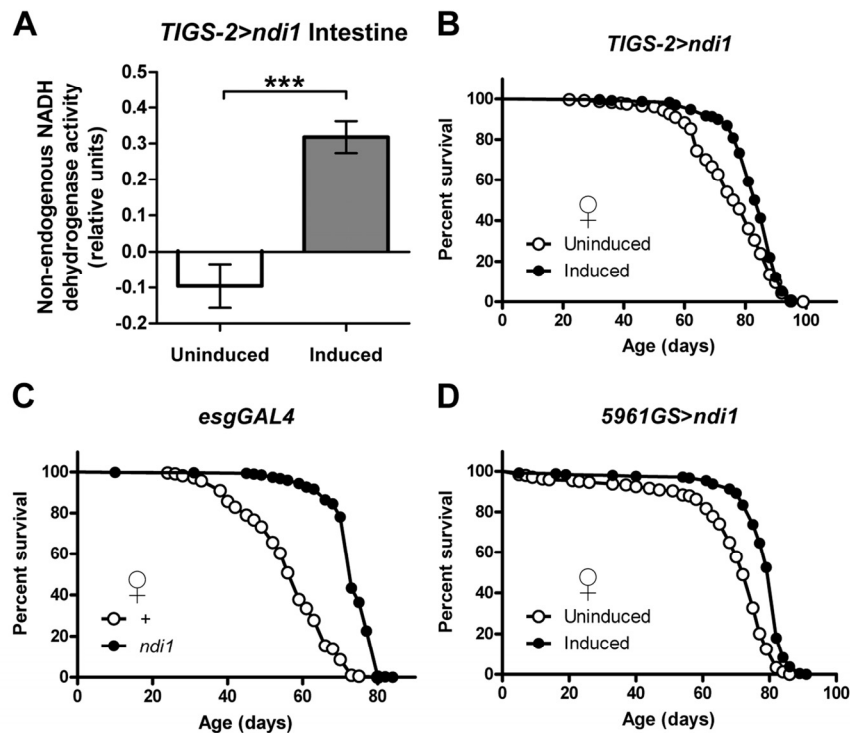 A
TIGS-2>ndi1 Intestine
Non-endogenous NADH
dehydrogenase activity
(relative units)
0.5
0.4
0.3
0.2
0.1
0.0
-0.1
-0.2
***
Uninduced
Induced
B
TIGS-2>ndi1
Percent survival
100
80
60
40
20
0
♀
Uninduced
Induced
0 20 40 60 80 100
Age (days)
C
esgGAL4
Percent survival
100
80
60
40
20
0
♀
+
ndi1
0 20 40 60 80
Age (days)
D
5961GS>ndi1
Percent survival
100
80
60
40
20
0
♀
Uninduced
Induced
0 20 40 60 80 100
Age (days)